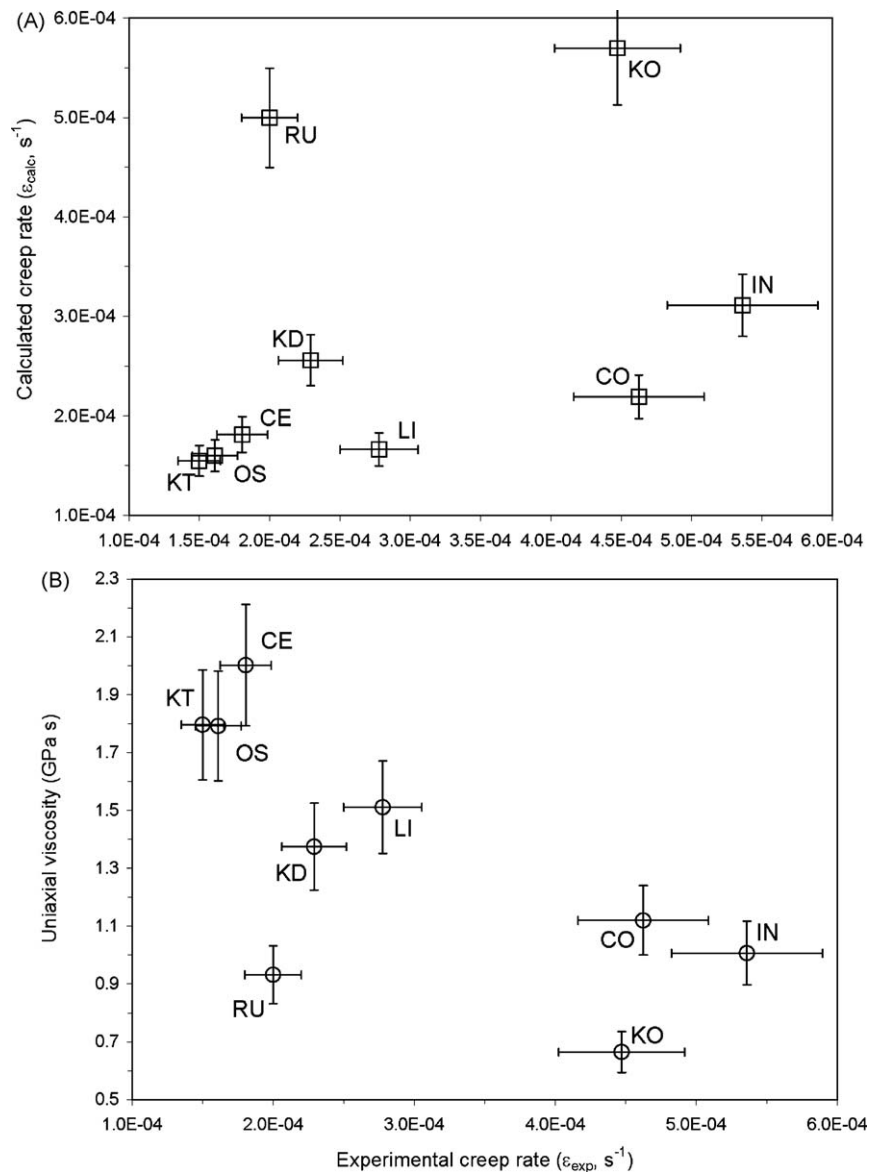 (A)
6.0E-04
5.0E-04
4.0E-04
3.0E-04
2.0E-04
1.0E-04
Calculated creep rate (εcalc, s-1)
KO
RU
IN
KD
CO
CE
LI
KT
OS
1.0E-04 1.5E-04 2.0E-04 2.5E-04 3.0E-04 3.5E-04 4.0E-04 4.5E-04 5.0E-04 5.5E-04 6.0E-04
(B)
2.3
2.1
1.9
1.7
1.5
1.3
1.1
0.9
0.7
0.5
Uniaxial viscosity (GPa s)
CE
KT
OS
LI
KD
CO
IN
RU
KO
1.0E-04 2.0E-04 3.0E-04 4.0E-04 5.0E-04 6.0E-04
Experimental creep rate (εexp, s-1)